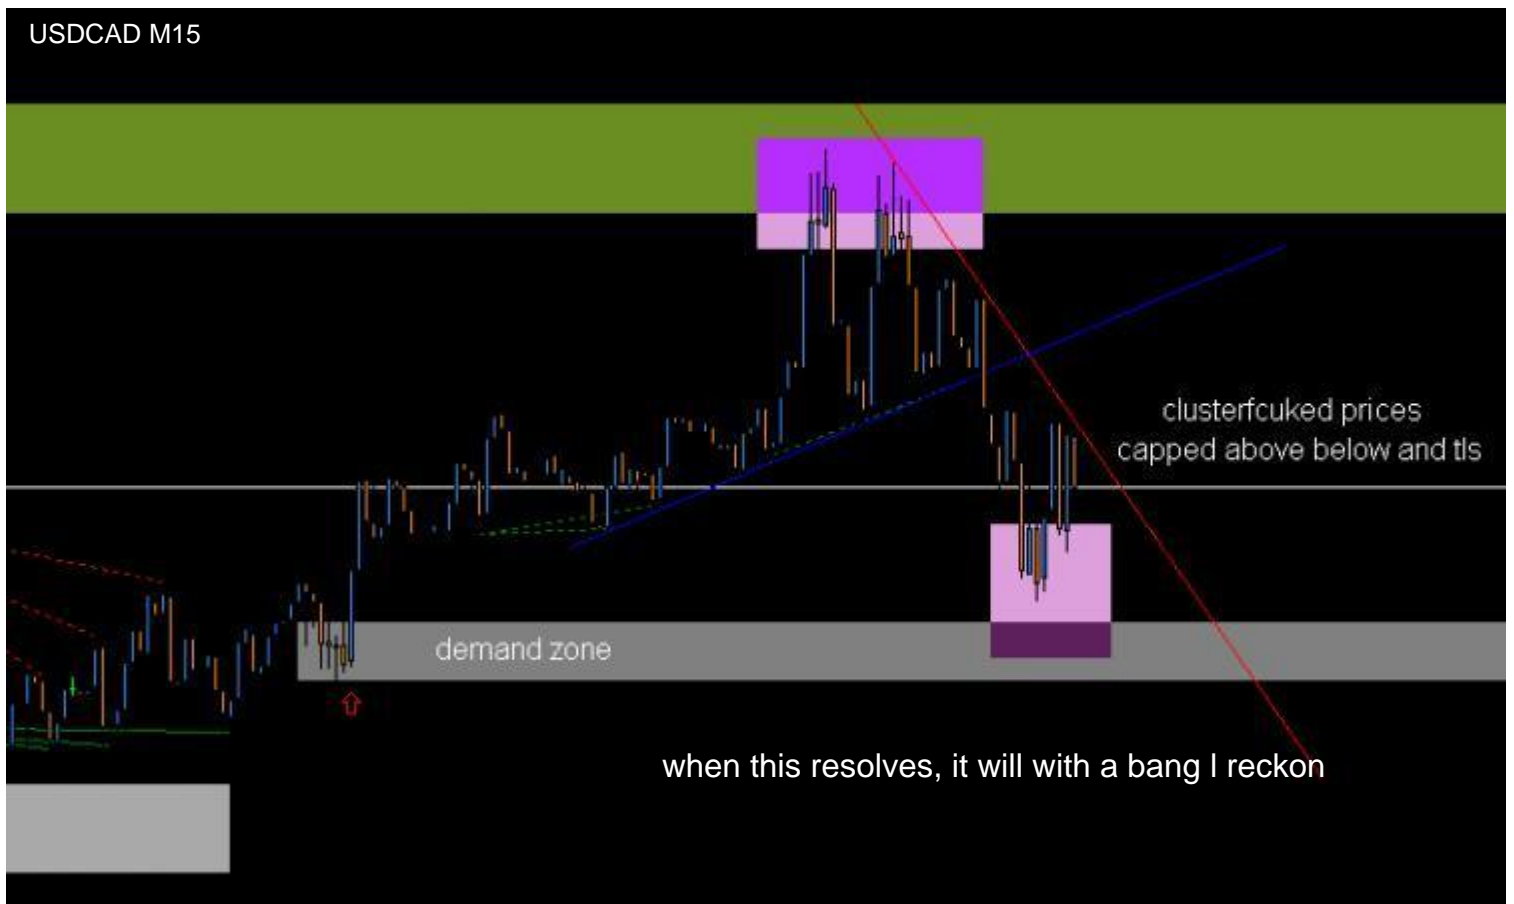 USDCAD M15
clusterfcuked prices
capped above below and tls
demand zone
when this resolves, it will with a bang I reckon